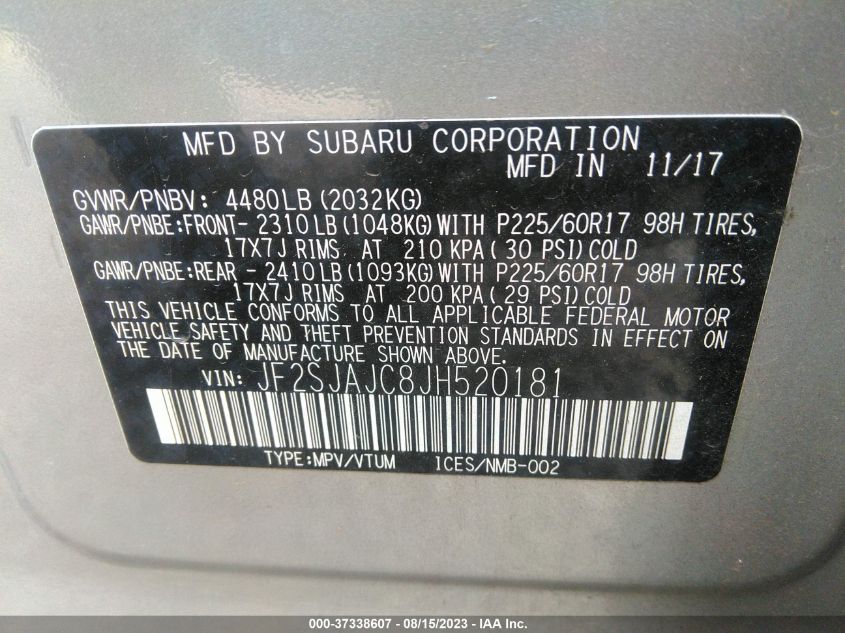 MFD BY SUBARU CORPORATION
MFD IN 11/17
GVWR/PNBV: 4480LB (2032KG)
GAWR/PNBE:FRONT- 2310LB (1048KG) WITH P225/60R17 98H TIRES,
17X7J RIMS AT 210 KPA( 30 PSI) COLD
GAWR/PNBE:REAR - 2410LB (1093KG) WITH P225/60R17 98H TIRES,
17X7J RIMS AT 200 KPA( 29 PSI) COLD
THIS VEHICLE CONFORMS TO ALL APPLICABLE FEDERAL MOTOR
VEHICLE SAFETY AND THEFT PREVENTION STANDARDS IN EFFECT ON
THE DATE OF MANUFACTURE SHOWN ABOVE.
VIN: JF2SJAJC8JH520181
TYPE:MPV/VTUM ICES/NMB-002
000-37338607 - 08/15/2023 - IAA Inc.